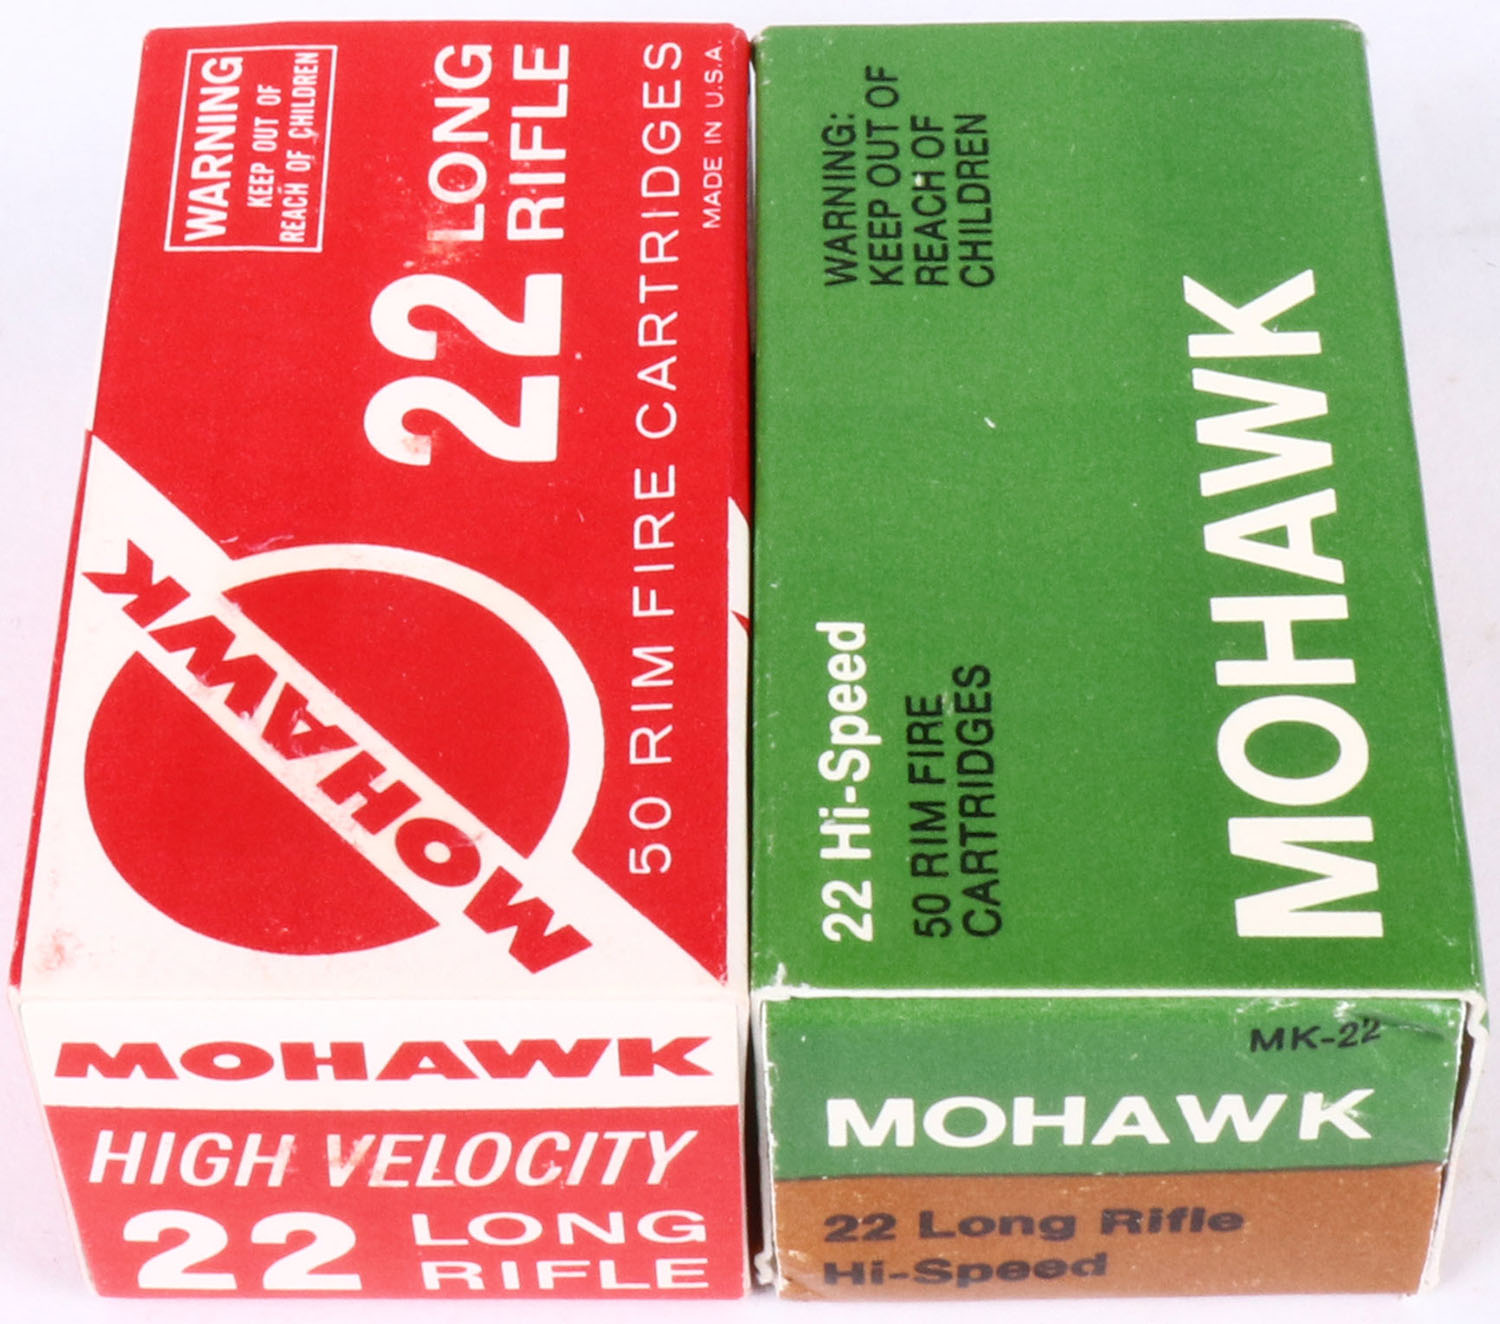 WARNING
KEEP OUT OF
REACH OF CHILDREN
22 LONG
RIFLE
50 RIM FIRE CARTRIDGES
MADE IN U.S.A.
MOHAWK
MOHAWK
HIGH VELOCITY
22 LONG
RIFLE
WARNING:
KEEP OUT OF
REACH OF
CHILDREN
22 Hi-Speed
50 RIM FIRE
CARTRIDGES
MOHAWK
MK-22
MOHAWK
22 Long Rifle
Hi-Speed